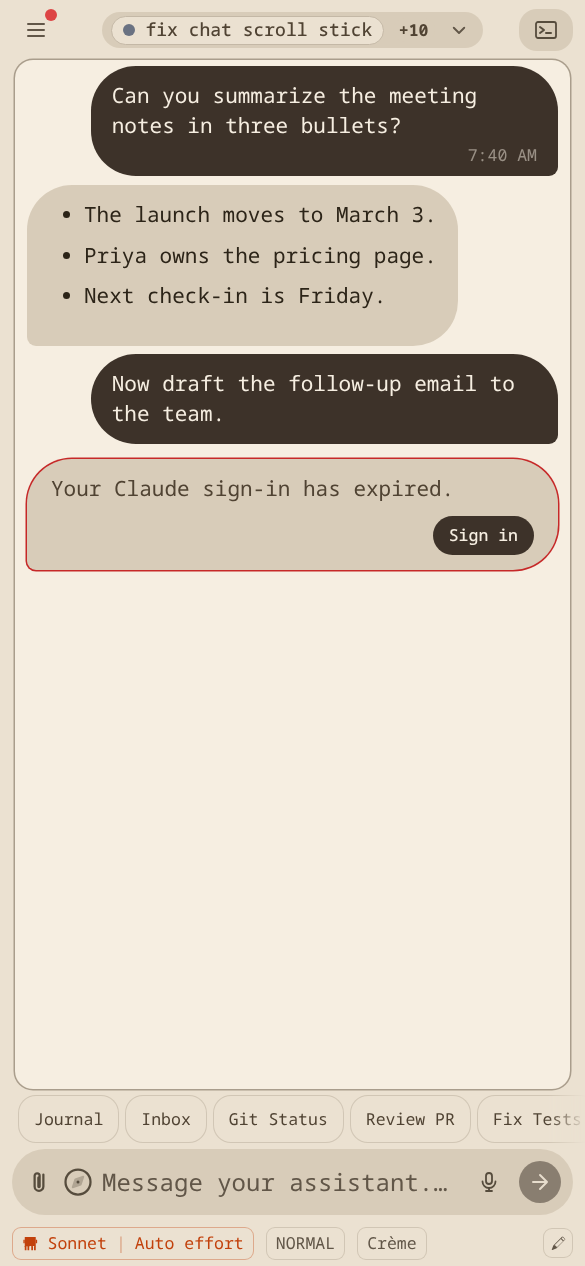 fix chat scroll stick +10
Can you summarize the meeting
notes in three bullets?
7:40 AM
• The launch moves to March 3.
• Priya owns the pricing page.
• Next check-in is Friday.
Now draft the follow-up email to
the team.
Your Claude sign-in has expired.
Sign in
Journal Inbox Git Status Review PR Fix Tests
Message your assistant.…
Sonnet | Auto effort NORMAL Crème